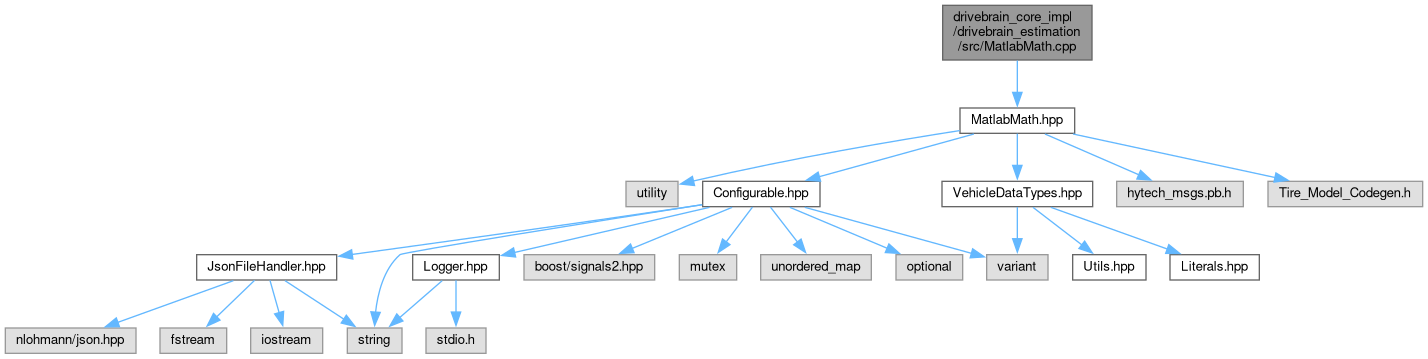 drivebrain_core_impl
/drivebrain_estimation
/src/MatlabMath.cpp
MatlabMath.hpp
utility
Configurable.hpp
VehicleDataTypes.hpp
hytech_msgs.pb.h
Tire_Model_Codegen.h
JsonFileHandler.hpp
Logger.hpp
boost/signals2.hpp
mutex
unordered_map
optional
variant
Utils.hpp
Literals.hpp
nlohmann/json.hpp
fstream
iostream
string
stdio.h